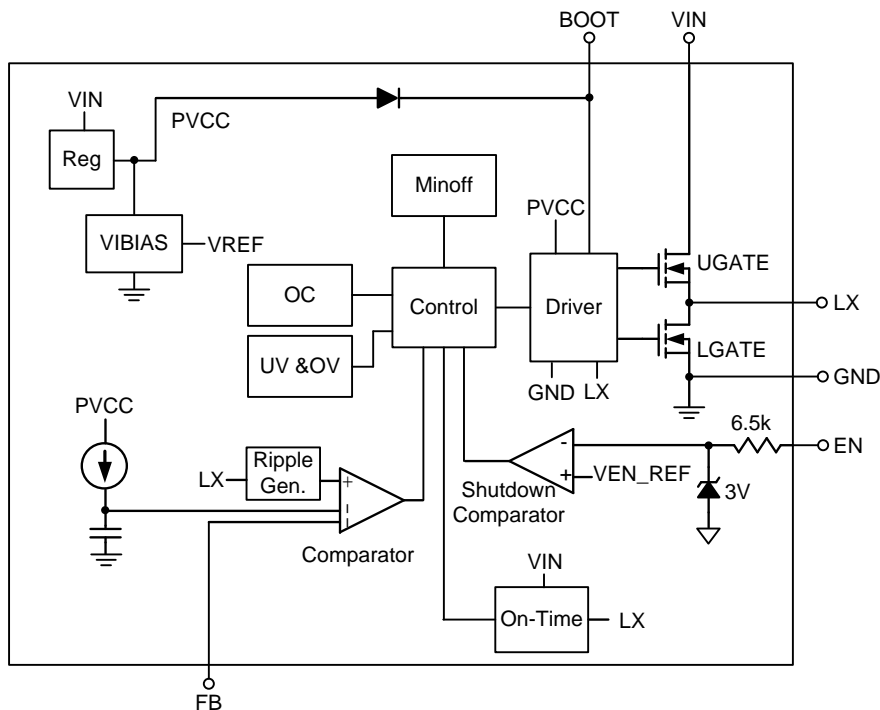 BOOT
VIN
VIN
PVCC
Reg
Minoff
PVCC
VIBIAS
VREF
UGATE
OC
Control
Driver
LX
UV &OV
LGATE
GND
LX
GND
PVCC
6.5k
EN
LX
Ripple
Gen.
+
-
-
-
+
VEN_REF
3V
Shutdown
Comparator
Comparator
VIN
On-Time
LX
FB